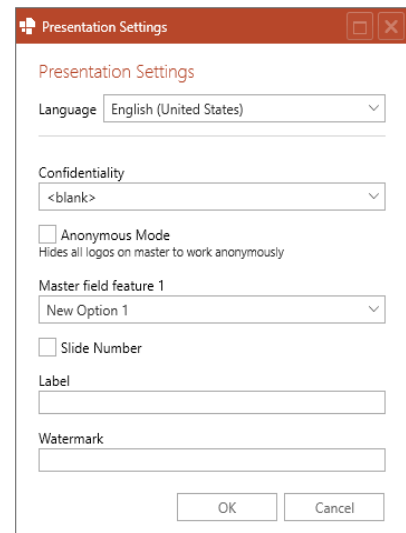 Presentation Settings
Presentation Settings
Language English (United States)
Confidentiality
<blank>
Anonymous Mode
Hides all logos on master to work anonymously
Master field feature 1
New Option 1
Slide Number
Label
Watermark
OK Cancel